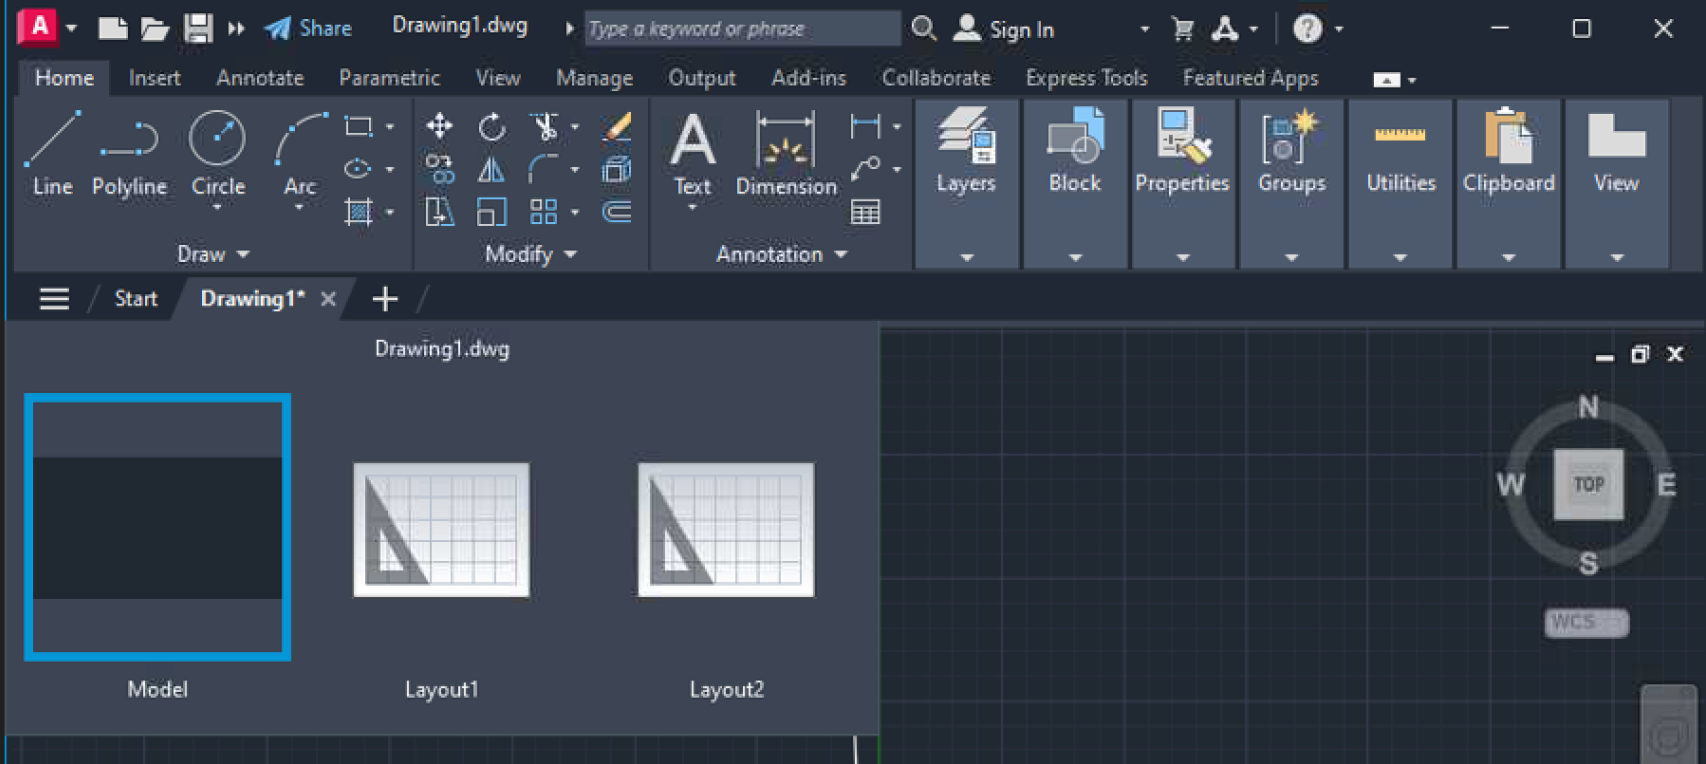 A Share Drawing1.dwg Type a keyword or phrase Sign In ?
Home Insert Annotate Parametric View Manage Output Add-ins Collaborate Express Tools Featured Apps
A
Line Polyline Circle Arc Text Dimension Layers Block Properties Groups Utilities Clipboard View
Draw Modify Annotation
Start Drawing1* +
Drawing1.dwg
N
W TOP E
S
WCS
Model Layout1 Layout2